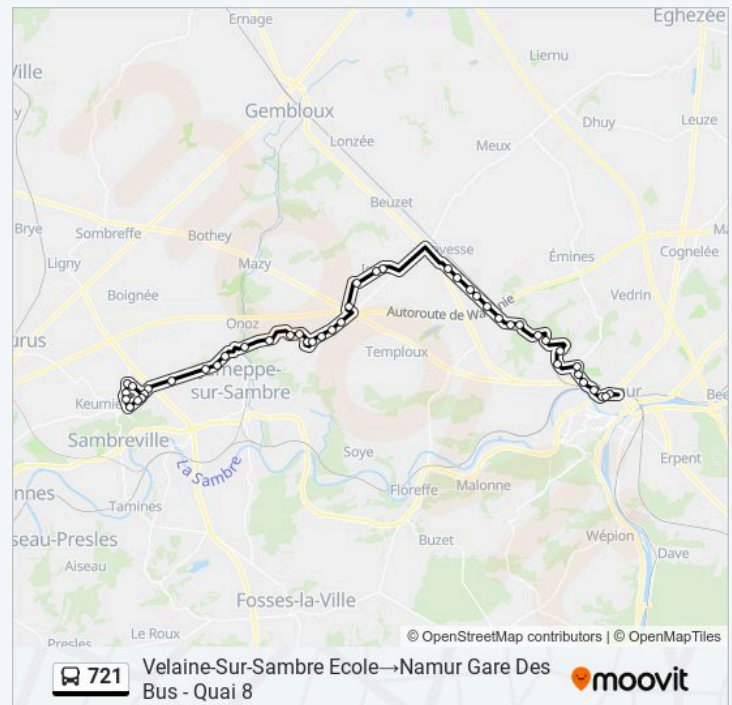 Eghezée
Ernage
Liemu
Ville
Gembloux
Dhuy
Leuze
Lonzée
Meux
Beuzet
Brye
Sombreffe
Bothey
Cognelée
Ligny
Mazy
Émines
Boignée
Vedrin
Autoroute de Wa
nie
Onoz
Temploux
sur-Sambre
Keumie
Sambreville
La Sambre
Soye
Erpent
Floreffe
Malonne
Tamines
Buzet
Wépion
Dave
seau-Presles
Aiseau
Fosses-la-Ville
Le Roux
Presles
© OpenStreetMap contributors | © OpenMapTiles
721
Velaine-Sur-Sambre Ecole→Namur Gare Des
Bus - Quai 8
moovit